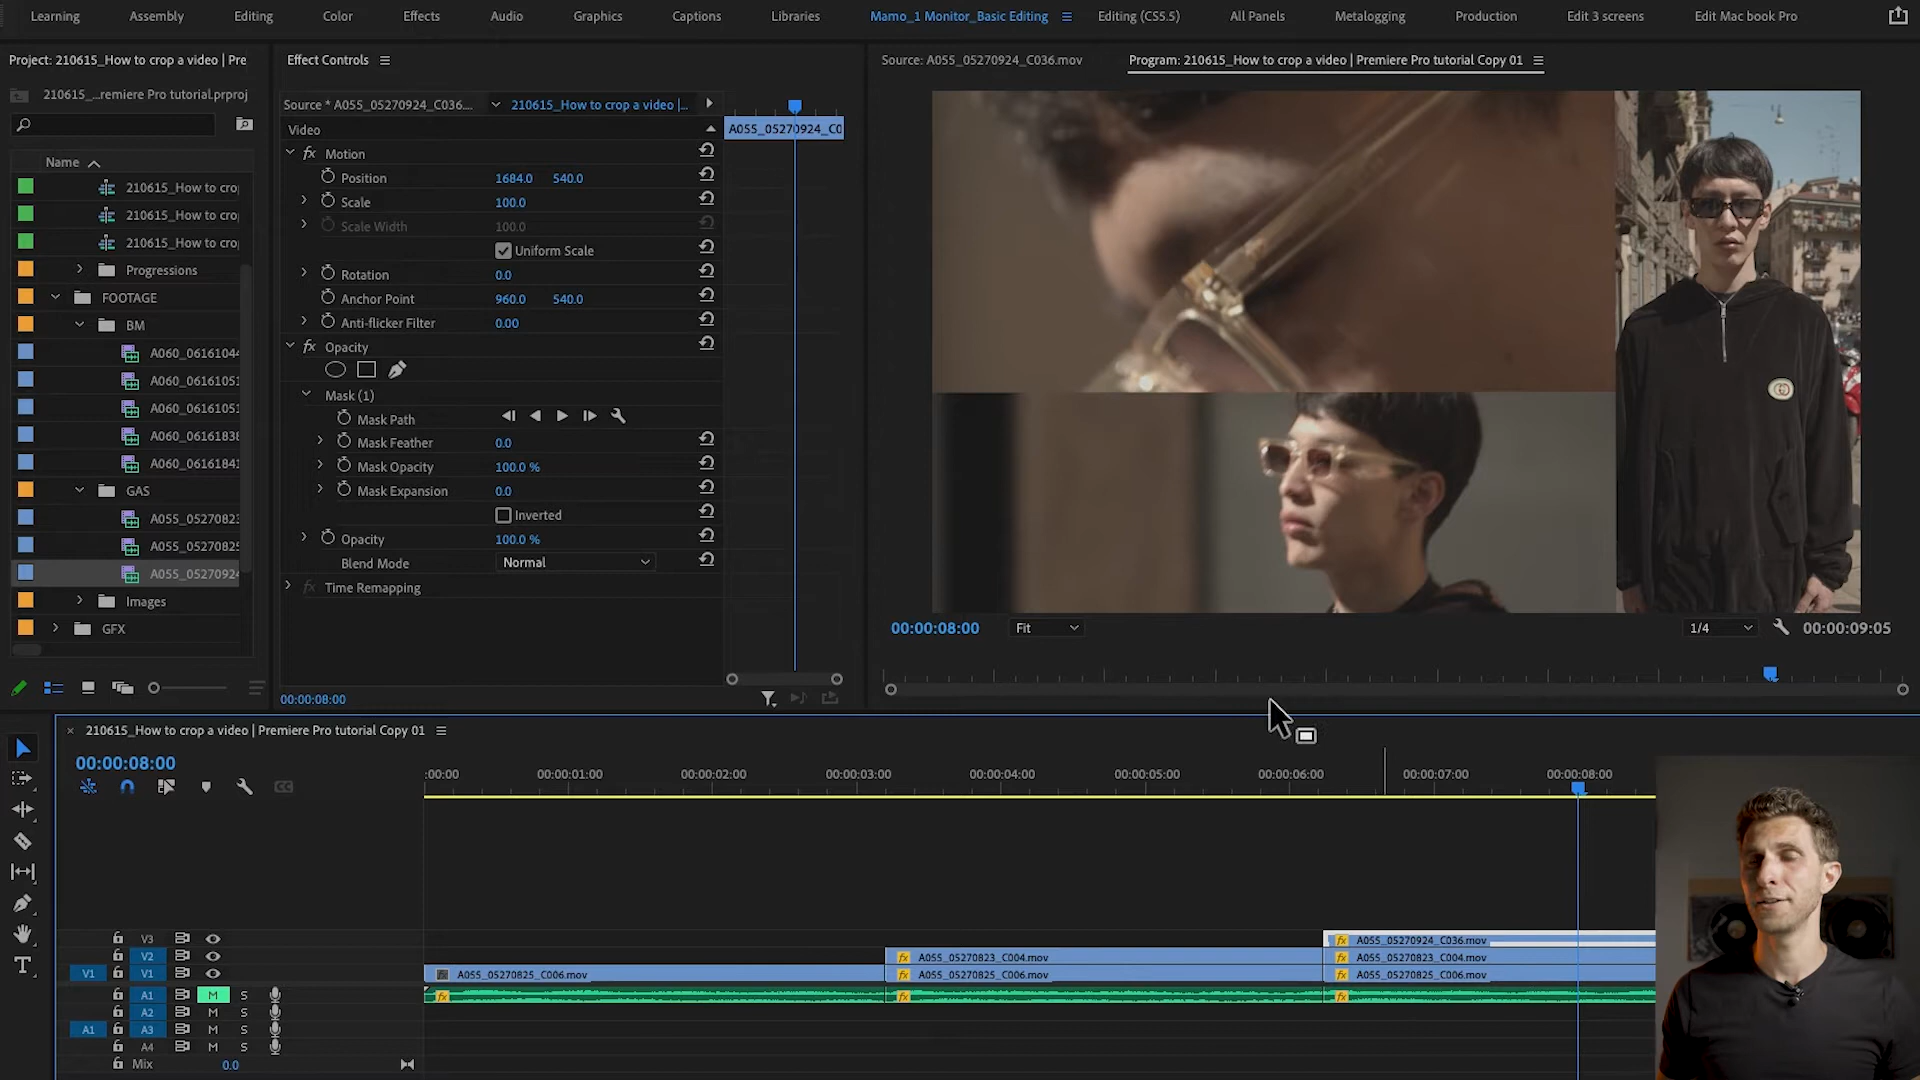 Learning Assembly Editing Color Effects Audio Graphics Captions Libraries Mamo_1 Monitor_Basic Editing Editing (CS5.5) All Panels Metalogging Production Edit 3 screens Edit Mac book Pro
Project: 210615_How to crop a video | Pre
210615_...remiere Pro tutorial.prproj
Name
210615_How to cro
210615_How to cro
210615_How to cro
Progressions
FOOTAGE
BM
A060_0616104
A060_0616105
A060_0616105
A060_0616183
A060_0616184
GAS
A055_0527082
A055_0527082
A055_0527092
Images
GFX
Effect Controls
Source * A055_05270924_C036.... 210615_How to crop a video |...
Video
A055_05270924_C0
Motion
Position 1684.0 540.0
Scale 100.0
Scale Width 100.0
Uniform Scale
Rotation 0.0
Anchor Point 960.0 540.0
Anti-flicker Filter 0.00
fx Opacity
Mask (1)
Mask Path
Mask Feather 0.0
Mask Opacity 100.0 %
Mask Expansion 0.0
Inverted
Opacity 100.0 %
Blend Mode Normal
Time Remapping
00:00:08:00
Source: A055_05270924_C036.mov
Program: 210615_How to crop a video | Premiere Pro tutorial Copy 01
00:00:08:00 Fit 1/4 00:00:09:05
210615_How to crop a video | Premiere Pro tutorial Copy 01
00:00:08:00
:00:00 00:00:01:00 00:00:02:00 00:00:03:00 00:00:04:00 00:00:05:00 00:00:06:00 00:00:07:00 00:00:08:00
V3 fx A055_05270924_C036.mov
V2 fx A055_05270823_C004.mov fx A055_05270823_C004.mov
V1 V1 fx A055_05270825_C006.mov fx A055_05270825_C006.mov fx A055_05270825_C006.mov
A1 M S fx fx fx
A2 M S
A1 A3 M S
A4 M S
Mix 0.0